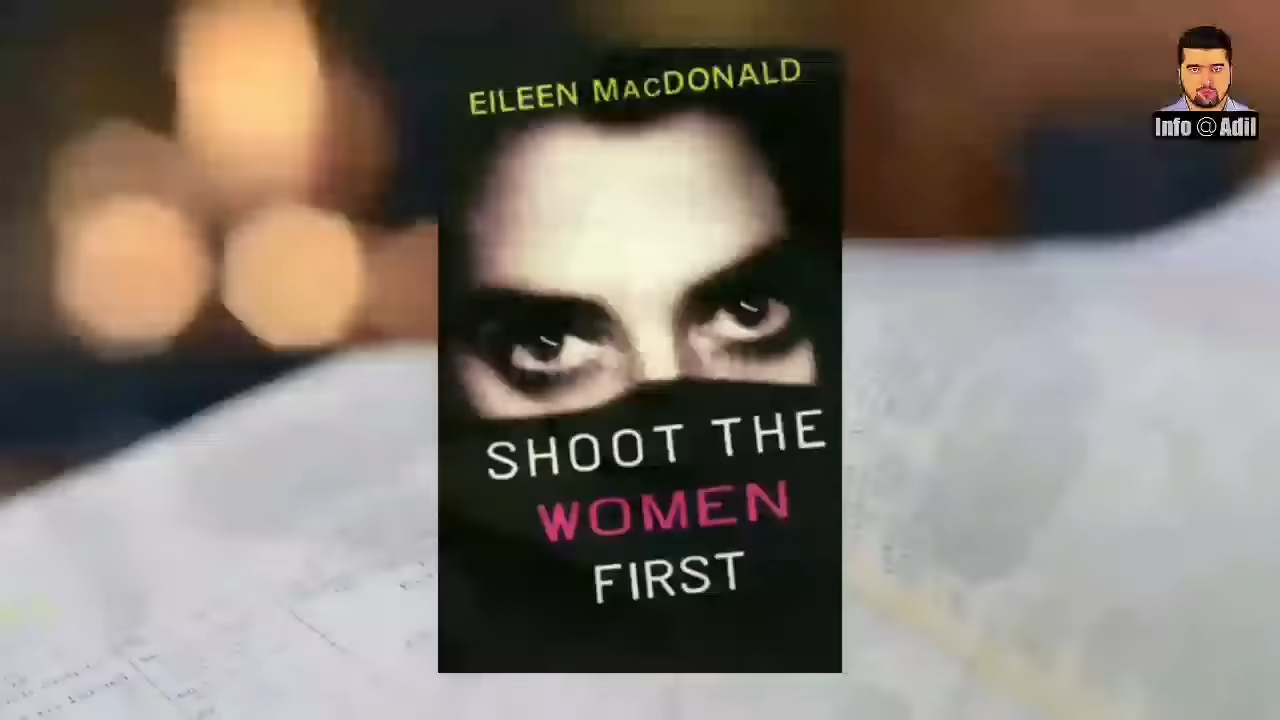 EILEEN MACDONALD
SHOOT THE
WOMEN
FIRST
Info @ Adil